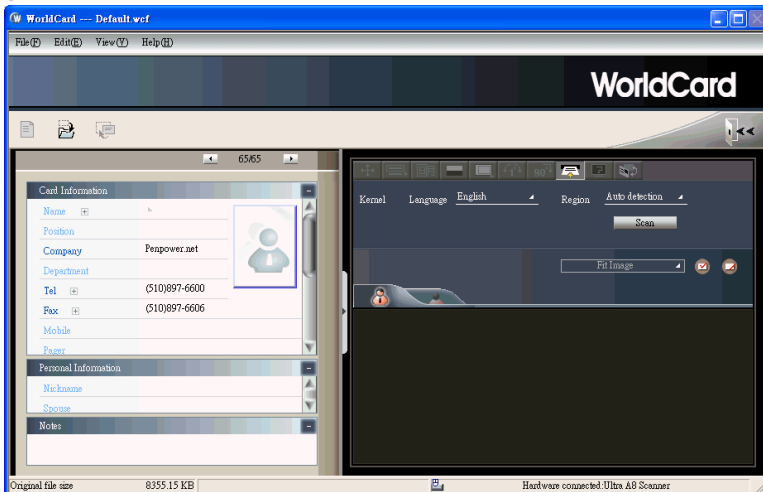 WorldCard --- Default.wcf
File(F) Edit(E) View(V) Help(H)
WorldCard
65/65
Card Information
Name
Position
Company Penpower.net
Department
Tel (510)897-6600
Fax (510)897-6606
Mobile
Pager
Personal Information
Nickname
Spouse
Notes
Kernel Language English Region Auto detection
Scan
Fit Image
Original file size 8355.15 KB Hardware connected:Ultra A8 Scanner